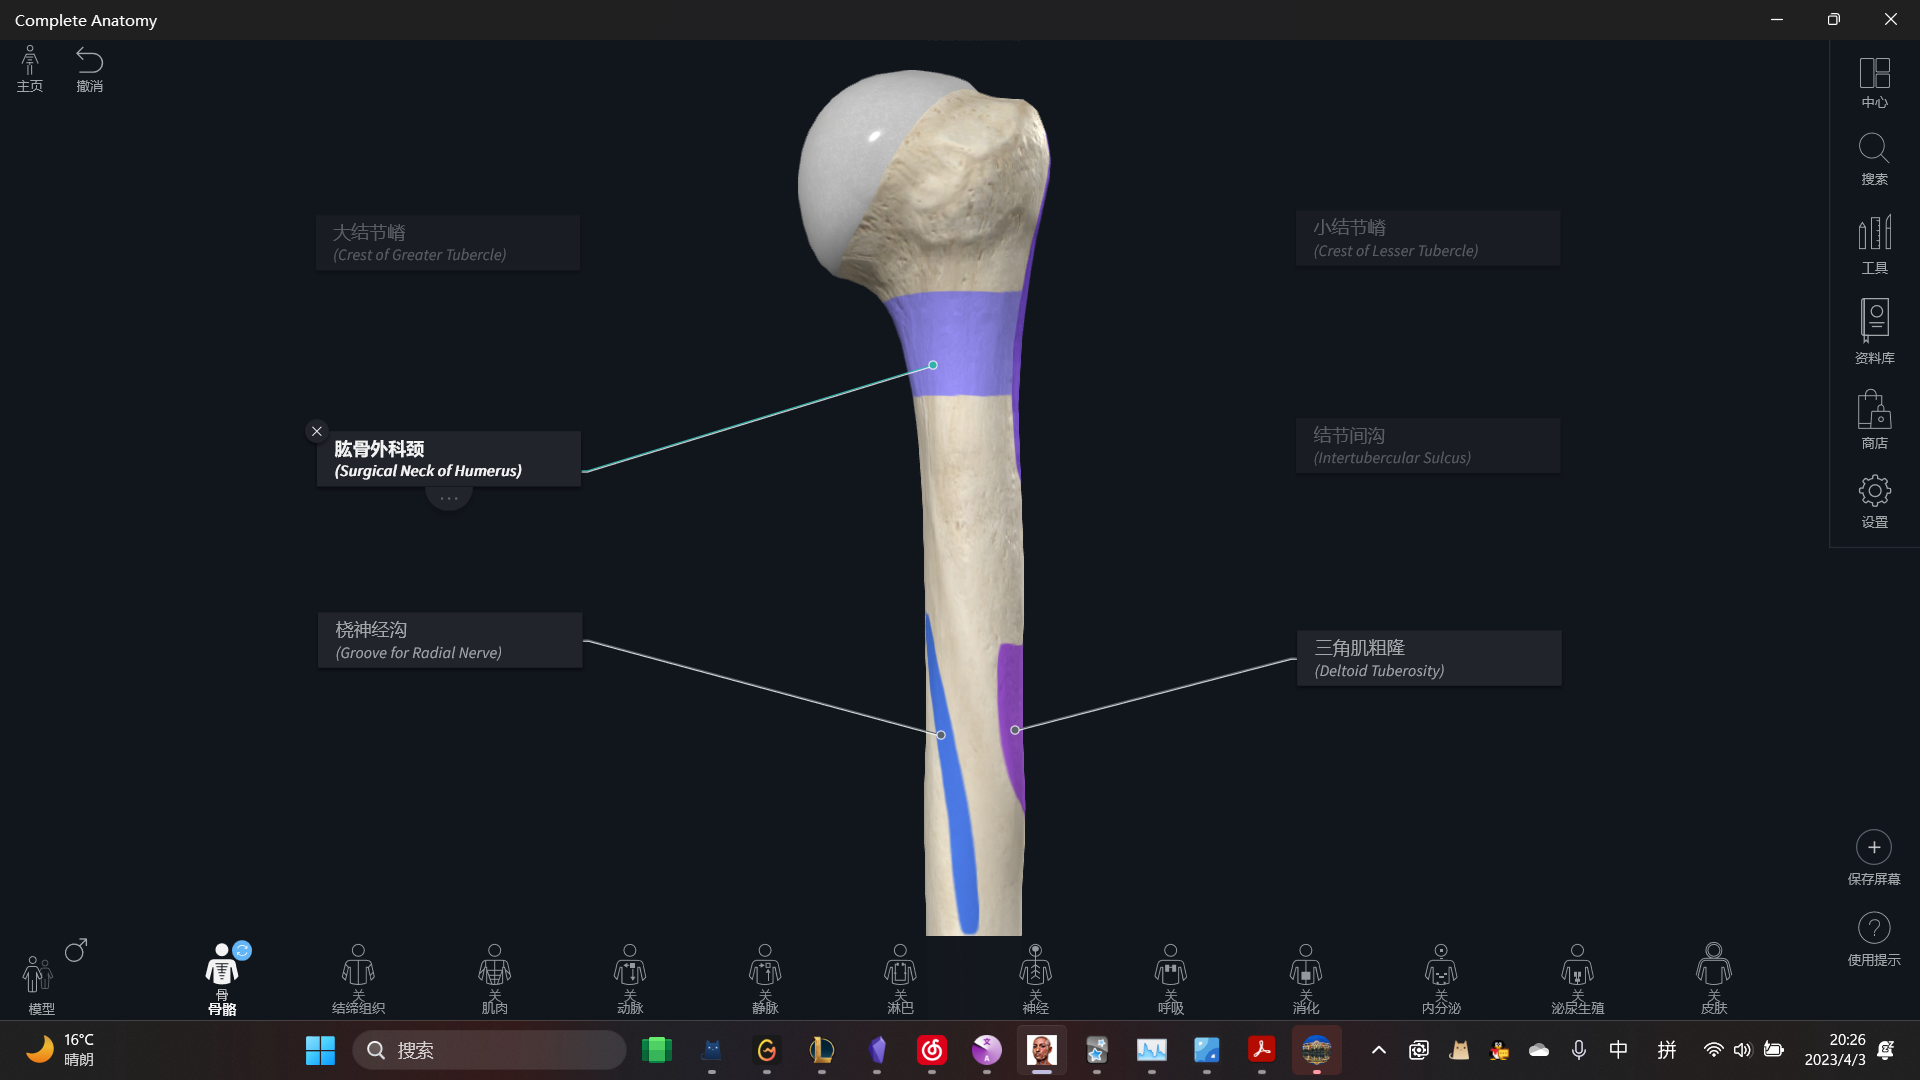 Complete Anatomy
主页
撤消
中心
搜索
工具
资料库
商店
设置
大结节嵴
(Crest of Greater Tubercle)
小结节嵴
(Crest of Lesser Tubercle)
肱骨外科颈
(Surgical Neck of Humerus)
结节间沟
(Intertubercular Sulcus)
桡神经沟
(Groove for Radial Nerve)
三角肌粗隆
(Deltoid Tuberosity)
保存屏幕
使用提示
模型
骨
骨骼
关
结缔组织
关
肌肉
关
动脉
关
静脉
关
淋巴
关
神经
关
呼吸
关
消化
关
内分泌
关
泌尿生殖
关
皮肤
16°C
晴朗
搜索
中
拼
20:26
2023/4/3